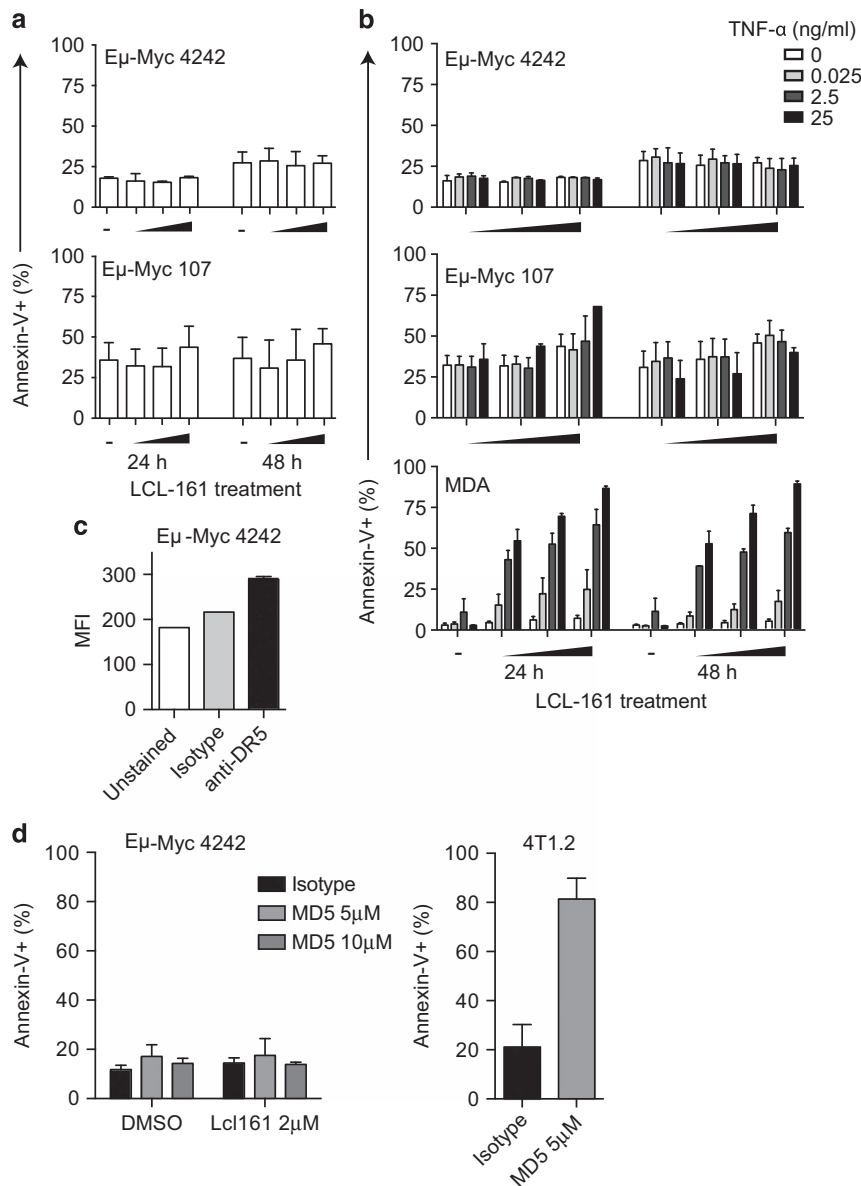 a
Eµ-Myc 4242
100
75
50
25
0
-
-
Eµ-Myc 107
100
75
50
25
0
-
-
24 h
48 h
LCL-161 treatment
Annexin-V+ (%)
b
TNF-α (ng/ml)
0
0.025
2.5
25
Eµ-Myc 4242
100
75
50
25
0
Eµ-Myc 107
100
75
50
25
0
MDA
100
75
50
25
0
-
-
24 h
48 h
LCL-161 treatment
Annexin-V+ (%)
c
Eµ -Myc 4242
MFI
300
200
100
0
Unstained
Isotype
anti-DR5
d
Eµ-Myc 4242
Annexin-V+ (%)
100
80
60
40
20
0
Isotype
MD5 5µM
MD5 10µM
DMSO
Lcl161 2µM
4T1.2
Annexin-V+ (%)
100
80
60
40
20
0
Isotype
MD5 5µM